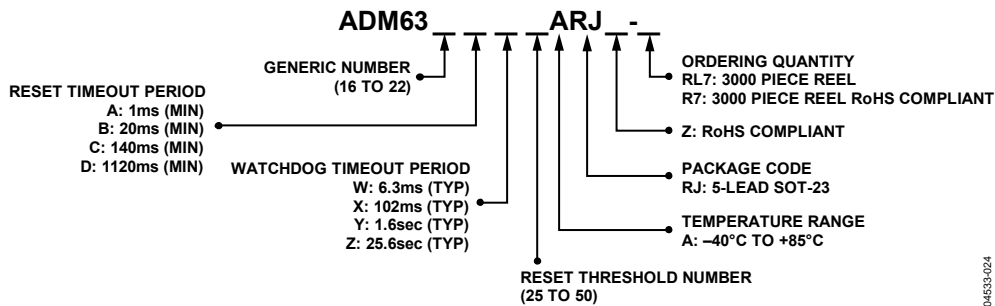 ADM63_ _ _ _ARJ_-_
GENERIC NUMBER
(16 TO 22)
RESET TIMEOUT PERIOD
A: 1ms (MIN)
B: 20ms (MIN)
C: 140ms (MIN)
D: 1120ms (MIN)
WATCHDOG TIMEOUT PERIOD
W: 6.3ms (TYP)
X: 102ms (TYP)
Y: 1.6sec (TYP)
Z: 25.6sec (TYP)
RESET THRESHOLD NUMBER
(25 TO 50)
ORDERING QUANTITY
RL7: 3000 PIECE REEL
R7: 3000 PIECE REEL RoHS COMPLIANT
Z: RoHS COMPLIANT
PACKAGE CODE
RJ: 5-LEAD SOT-23
TEMPERATURE RANGE
A: –40°C TO +85°C
04533-024